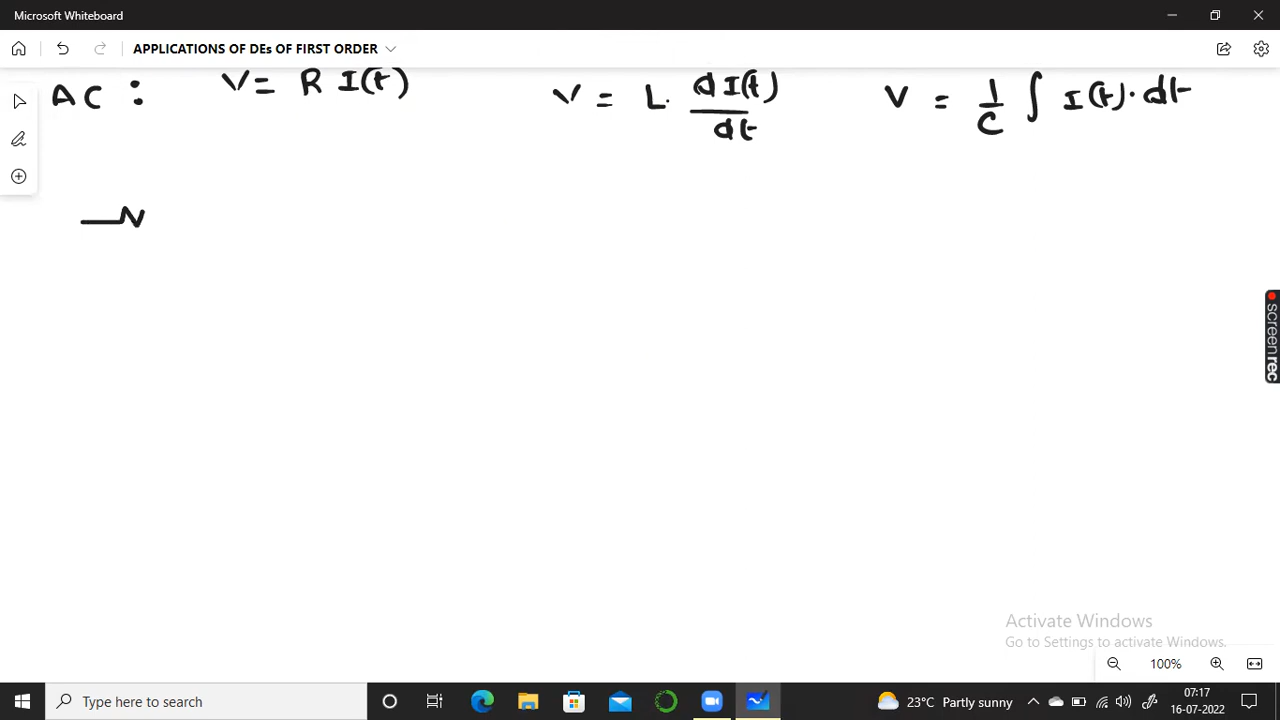 Microsoft Whiteboard
APPLICATIONS OF DEs OF FIRST ORDER
AC : V = R I(t) V = L · dI(t)/dt V = 1/C ∫ I(t) · dt
screenrec
Activate Windows
Go to Settings to activate Windows.
100%
Type here to search
23°C Partly sunny
07:17
16-07-2022